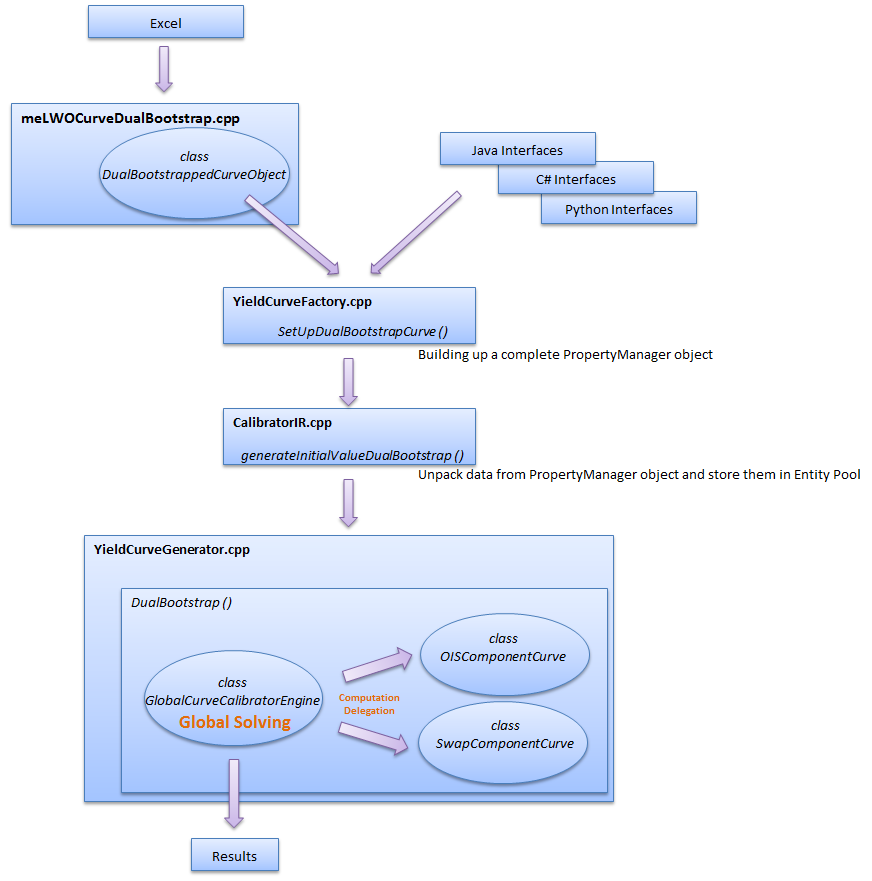 Excel
meLWOCurveDualBootstrap.cpp
class
DualBootstrappedCurveObject
Java Interfaces
C# Interfaces
Python Interfaces
YieldCurveFactory.cpp
SetUpDualBootstrapCurve ()
Building up a complete PropertyManager object
CalibratorIR.cpp
generateInitialValueDualBootstrap ()
Unpack data from PropertyManager object and store them in Entity Pool
YieldCurveGenerator.cpp
DualBootstrap ()
class
GlobalCurveCalibratorEngine
Global Solving
Computation
Delegation
class
OISComponentCurve
class
SwapComponentCurve
Results